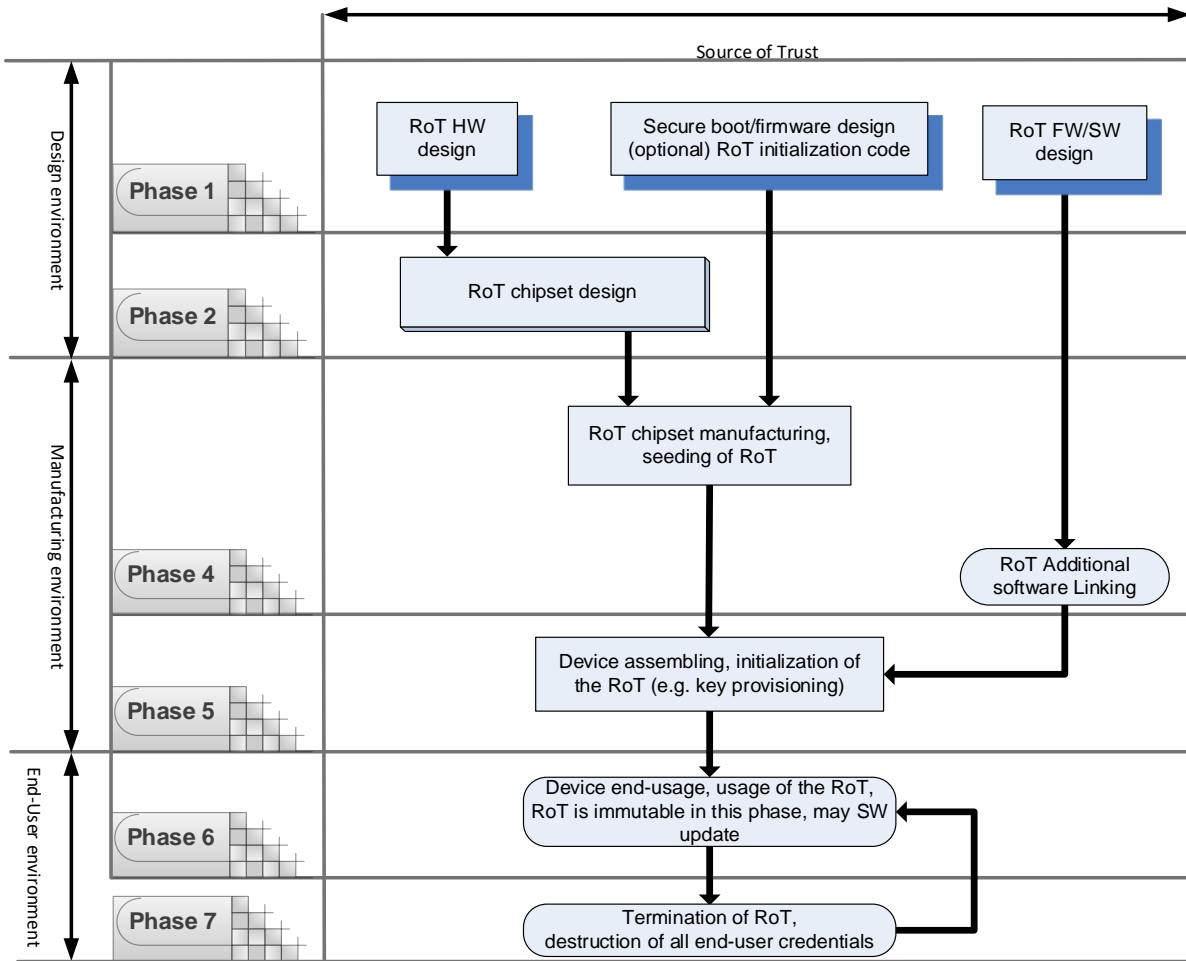 Source of Trust
Design environment
RoT HW
design
Secure boot/firmware design
(optional) RoT initialization code
RoT FW/SW
design
Phase 1
RoT chipset design
Phase 2
Manufacturing environment
RoT chipset manufacturing,
seeding of RoT
Phase 4
RoT Additional
software Linking
Device assembling, initialization of
the RoT (e.g. key provisioning)
Phase 5
End-User environment
Device end-usage, usage of the RoT,
RoT is immutable in this phase, may SW
update
Phase 6
Phase 7
Termination of RoT,
destruction of all end-user credentials